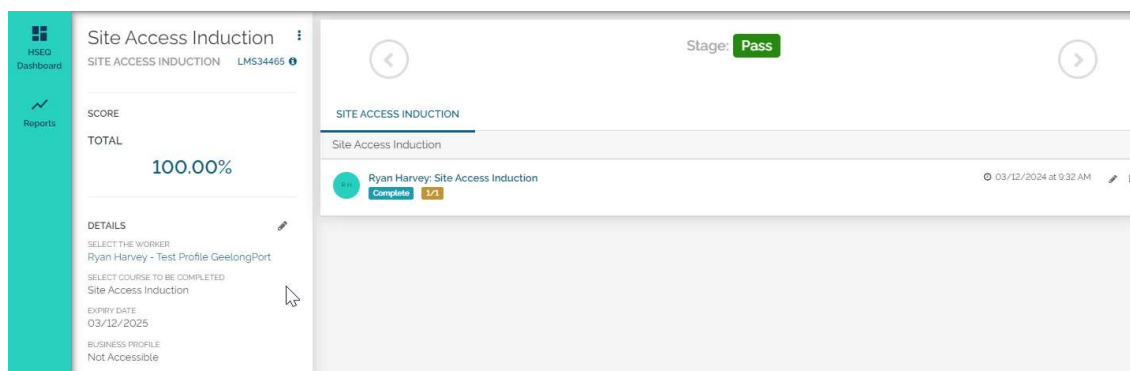 HSEQ
Dashboard
Reports
Site Access Induction
SITE ACCESS INDUCTION LMS34465
SCORE
TOTAL
100.00%
DETAILS
SELECT THE WORKER
Ryan Harvey - Test Profile GeelongPort
SELECT COURSE TO BE COMPLETED
Site Access Induction
EXPIRY DATE
03/12/2025
BUSINESS PROFILE
Not Accessible
Stage: Pass
SITE ACCESS INDUCTION
Site Access Induction
RH
Ryan Harvey: Site Access Induction
03/12/2024 at 9:32 AM
Complete 1/1